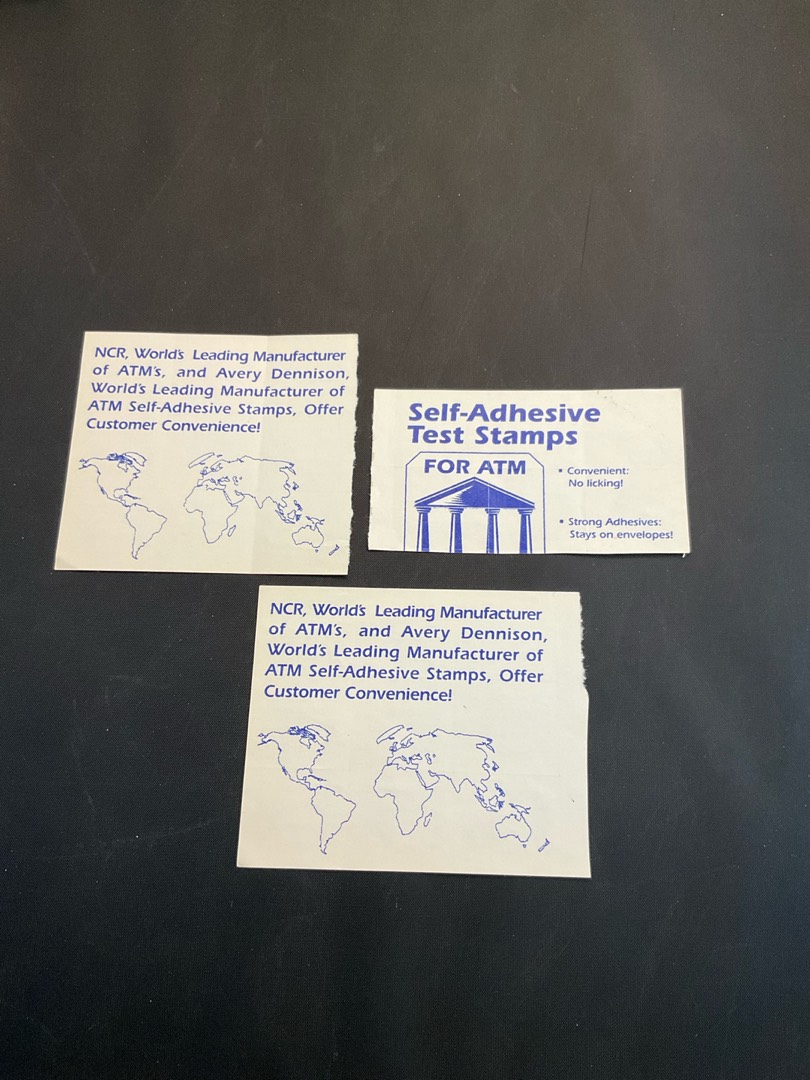 NCR, World's Leading Manufacturer
of ATM's, and Avery Dennison,
World's Leading Manufacturer of
ATM Self-Adhesive Stamps, Offer
Customer Convenience!
Self-Adhesive
Test Stamps
FOR ATM
• Convenient:
No licking!
• Strong Adhesives:
Stays on envelopes!
NCR, World's Leading Manufacturer
of ATM's, and Avery Dennison,
World's Leading Manufacturer of
ATM Self-Adhesive Stamps, Offer
Customer Convenience!